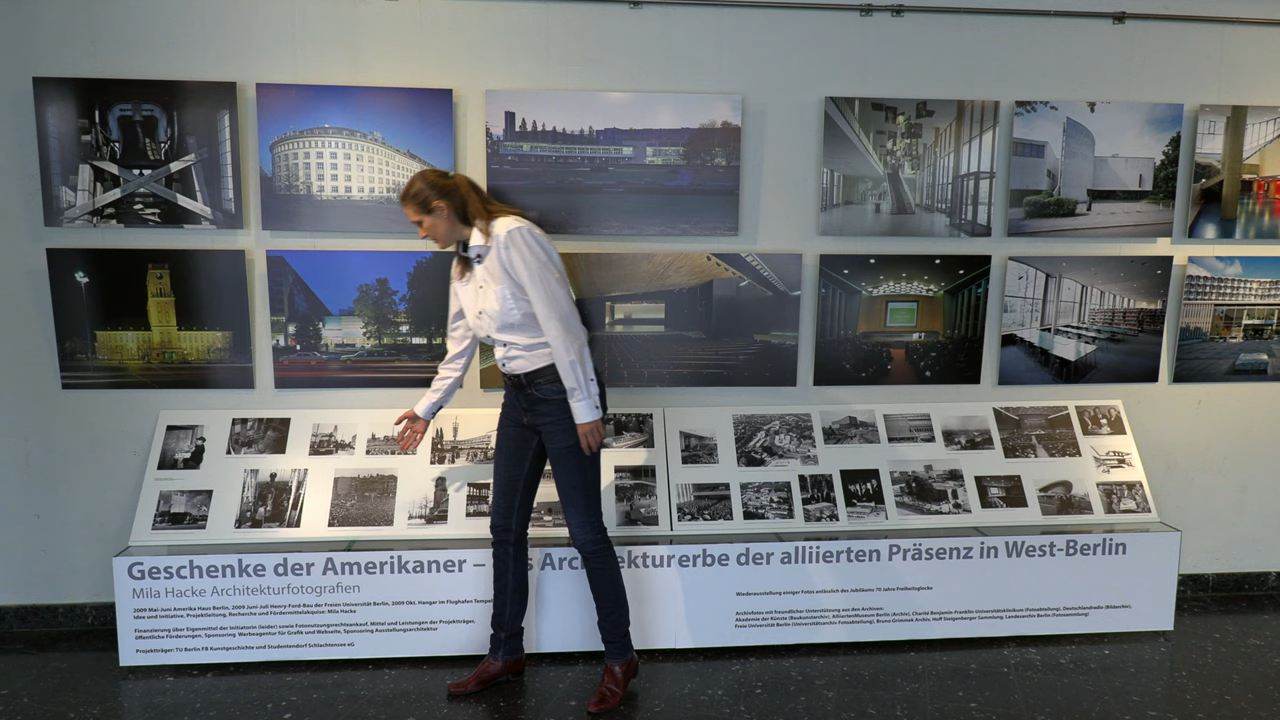 Geschenke der Amerikaner – s Architekturerbe der alliierten Präsenz in West-Berlin
Mila Hacke Architekturfotografien
2009 Mai-Juni Amerika Haus Berlin, 2009 Juni-Juli Henry-Ford-Bau der Freien Universität Berlin, 2009 Okt. Hangar im Flughafen Tempel
Idee und Initiative, Projektleitung, Recherche und Fördermittelakquise: Mila Hacke
Finanzierung über Eigenmittel der Initiatorin (leider) sowie Fotonutzungsrechteankauf, Mittel und Leistungen der Projektträger,
öffentliche Förderungen, Sponsoring Werbeagentur für Grafik und Webseite, Sponsoring Ausstellungsarchitektur
Projektträger: TU Berlin FB Kunstgeschichte und Studentendorf Schlachtensee eG
Wiederausstellung einiger Fotos anlässlich des Jubiläums 70 Jahre Freiheitsglocke
Archivfotos mit freundlicher Unterstützung aus den Archiven:
Akademie der Künste (Baukunstarchiv), AlliiertenMuseum Berlin (Archiv), Charité Benjamin-Franklin-Universitätsklinikum (Fotoabteilung), Deutschlandradio (Bildarchiv),
Freie Universität Berlin (Universitätsarchiv-Fotoabteilung), Bruno Grimmek Archiv, Huff Steigenberger Sammlung, Landesarchiv Berlin (Fotosammlung)